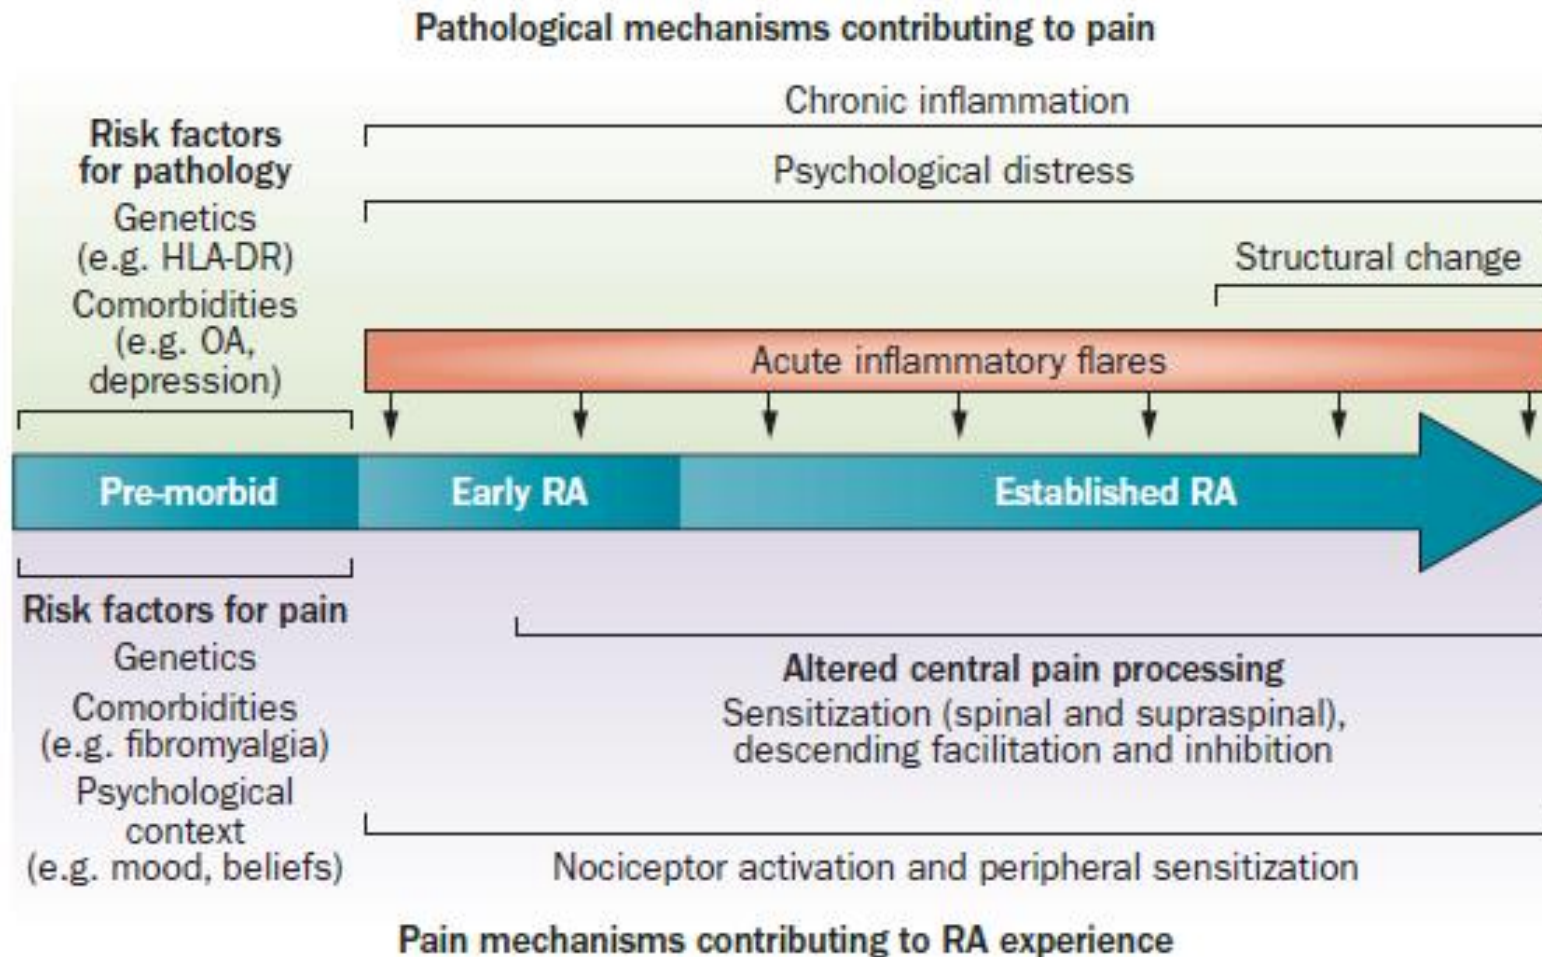 Pathological mechanisms contributing to pain
Risk factors
for pathology
Genetics
(e.g. HLA-DR)
Comorbidities
(e.g. OA,
depression)
Chronic inflammation
Psychological distress
Structural change
Acute inflammatory flares
Pre-morbid
Early RA
Established RA
Risk factors for pain
Genetics
Comorbidities
(e.g. fibromyalgia)
Psychological
context
(e.g. mood, beliefs)
Altered central pain processing
Sensitization (spinal and supraspinal),
descending facilitation and inhibition
Nociceptor activation and peripheral sensitization
Pain mechanisms contributing to RA experience